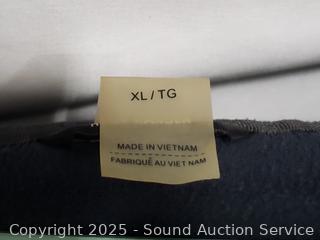 XL / TG
MADE IN VIETNAM
FABRIQUÉ AU VIET NAM
Copyright 2025 - Sound Auction Service